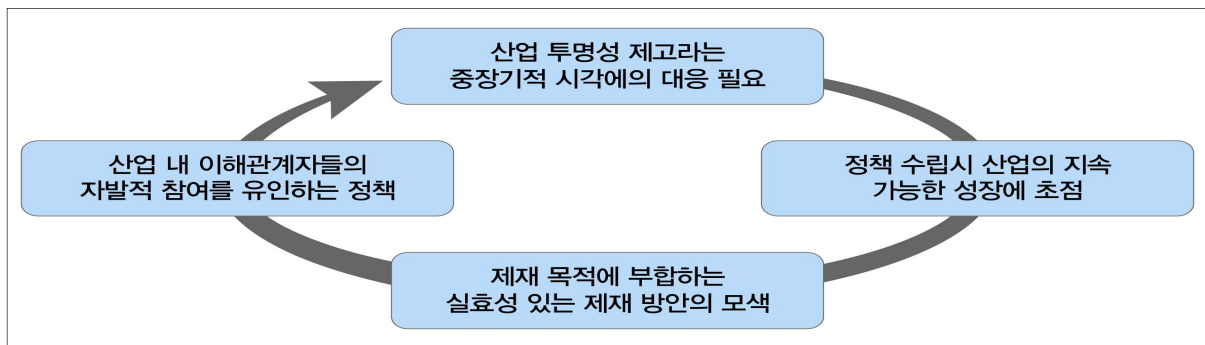 산업 투명성 제고라는
중장기적 시각에의 대응 필요
산업 내 이해관계자들의
자발적 참여를 유인하는 정책
정책 수립시 산업의 지속
가능한 성장에 초점
제재 목적에 부합하는
실효성 있는 제재 방안의 모색